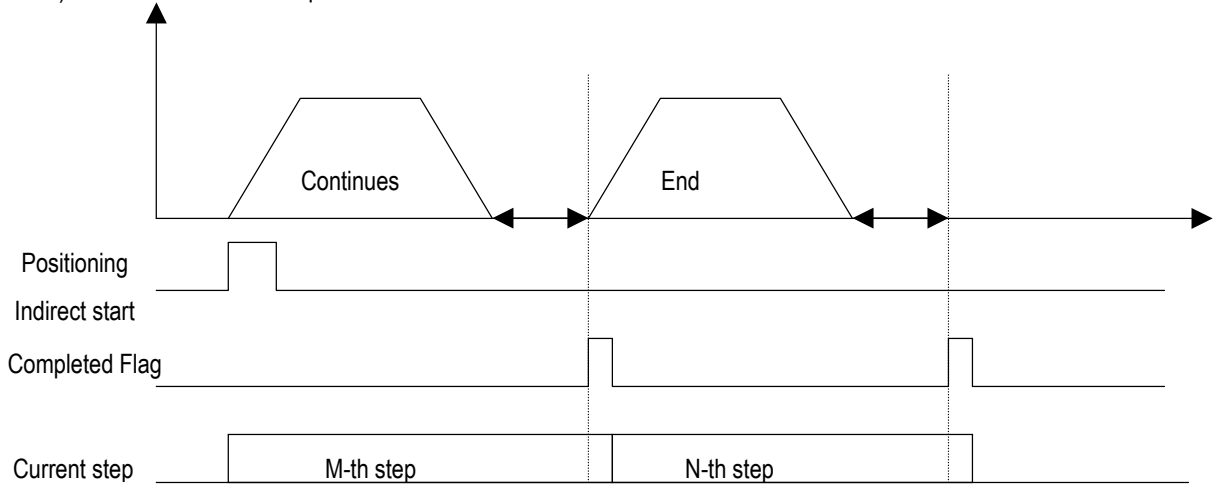 Continues
End
Positioning
Indirect start
Completed Flag
Current step
M-th step
N-th step